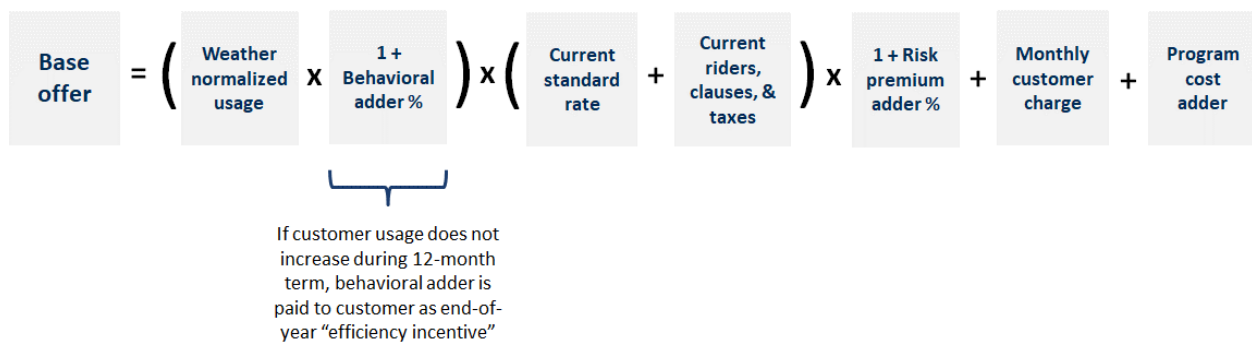 Base
offer
=
(
Weather
normalized
usage
x
1 +
Behavioral
adder %
)
x
(
Current
standard
rate
+
Current
riders,
clauses, &
taxes
)
x
1 + Risk
premium
adder %
+
Monthly
customer
charge
+
Program
cost
adder
If customer usage does not
increase during 12-month
term, behavioral adder is
paid to customer as end-of-
year “efficiency incentive”